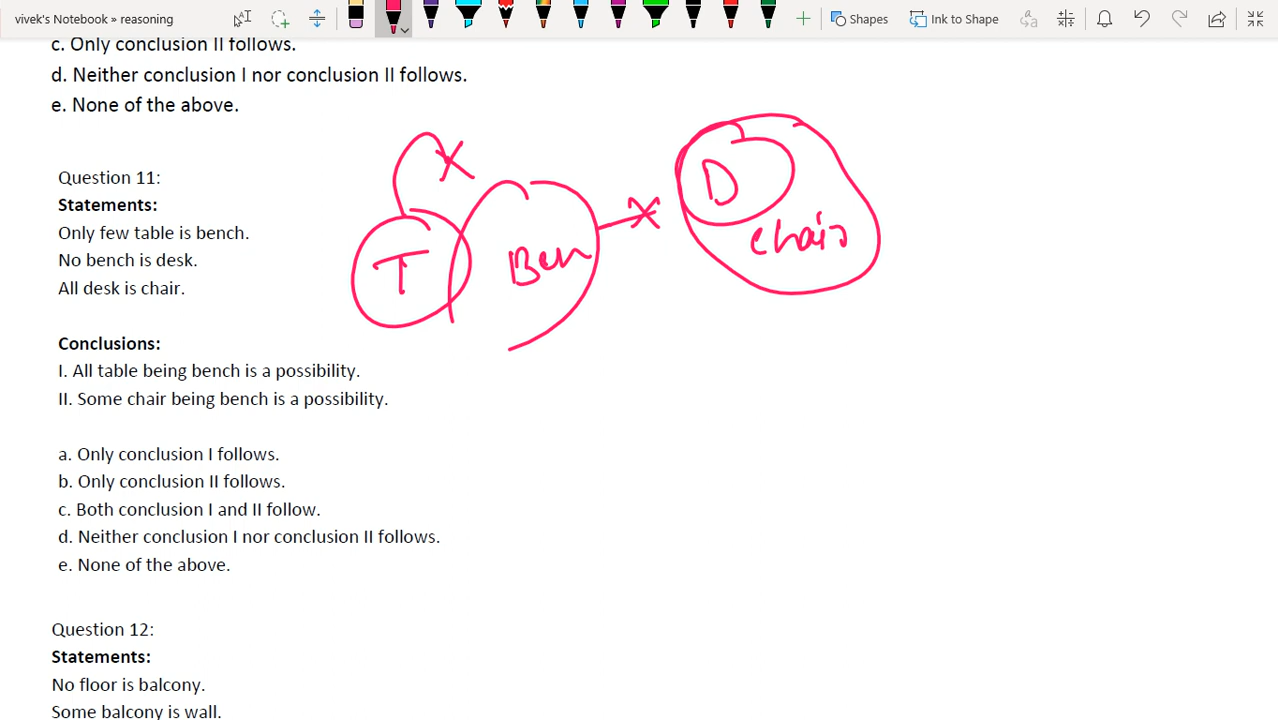 vivek's Notebook » reasoning
Shapes
Ink to Shape
c. Only conclusion II follows.
d. Neither conclusion I nor conclusion II follows.
e. None of the above.
Question 11:
Statements:
Only few table is bench.
No bench is desk.
All desk is chair.
T
Ben
D
chair
Conclusions:
I. All table being bench is a possibility.
II. Some chair being bench is a possibility.
a. Only conclusion I follows.
b. Only conclusion II follows.
c. Both conclusion I and II follow.
d. Neither conclusion I nor conclusion II follows.
e. None of the above.
Question 12:
Statements:
No floor is balcony.
Some balcony is wall.